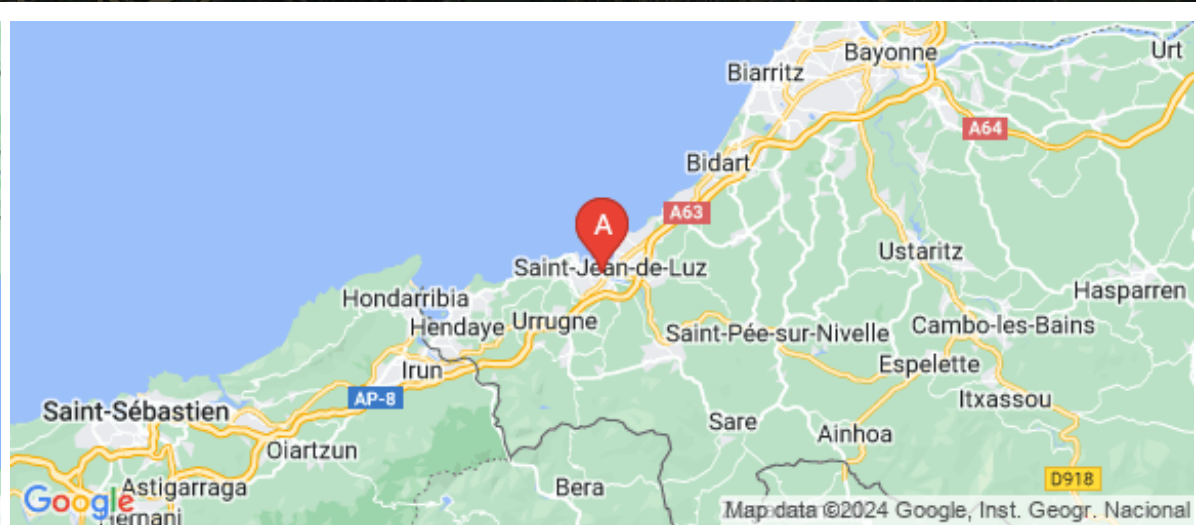 Bayonne
Urt
Biarritz
A64
Bidart
A63
A
Ustaritz
Saint-Jean-de-Luz
Hasparren
Hondarribia
Hendaye
Urrugne
Saint-Pée-sur-Nivelle
Cambo-les-Bains
Irun
Espelette
AP-8
Itxassou
Saint-Sébastien
Sare
Ainhoa
Oiartzun
D918
Astigarraga
Bera
Google
Hernani
Map data ©2024 Google, Inst. Geogr. Nacional